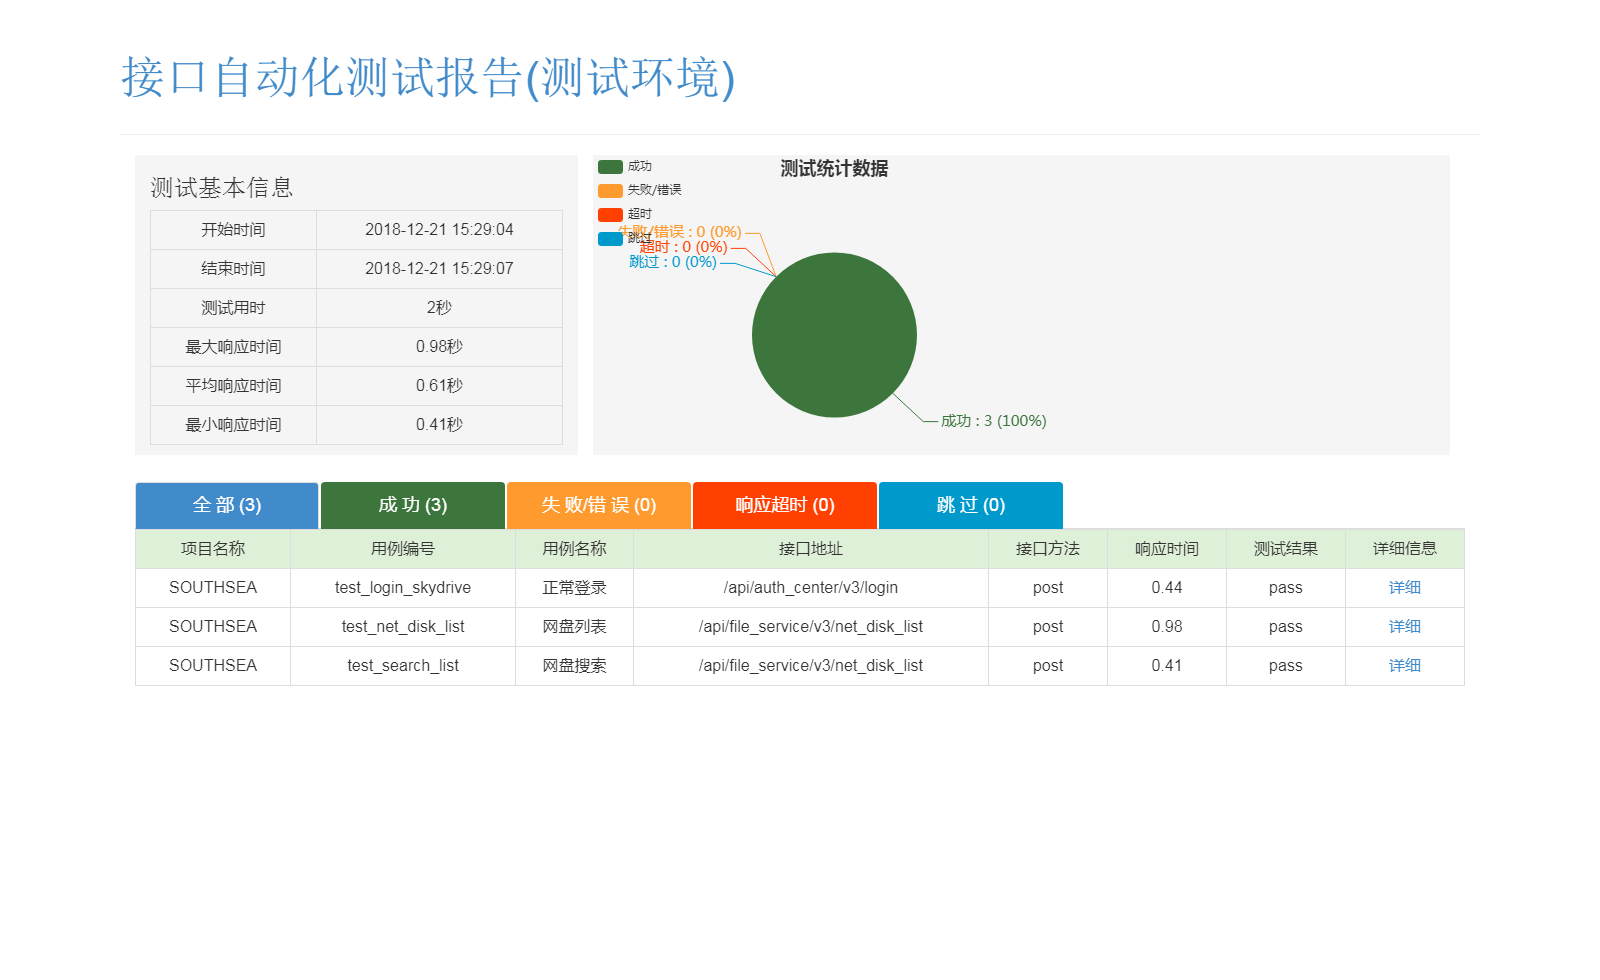 接口自动化测试报告(测试环境)
测试基本信息
开始时间 2018-12-21 15:29:04
结束时间 2018-12-21 15:29:07
测试用时 2秒
最大响应时间 0.98秒
平均响应时间 0.61秒
最小响应时间 0.41秒
测试统计数据
成功
失败/错误
超时
跳过
失败/错误 : 0 (0%)
超时 : 0 (0%)
跳过 : 0 (0%)
成功 : 3 (100%)
全 部 (3) 成 功 (3) 失 败/错 误 (0) 响应超时 (0) 跳 过 (0)
项目名称 用例编号 用例名称 接口地址 接口方法 响应时间 测试结果 详细信息
SOUTHSEA test_login_skydrive 正常登录 /api/auth_center/v3/login post 0.44 pass 详细
SOUTHSEA test_net_disk_list 网盘列表 /api/file_service/v3/net_disk_list post 0.98 pass 详细
SOUTHSEA test_search_list 网盘搜索 /api/file_service/v3/net_disk_list post 0.41 pass 详细